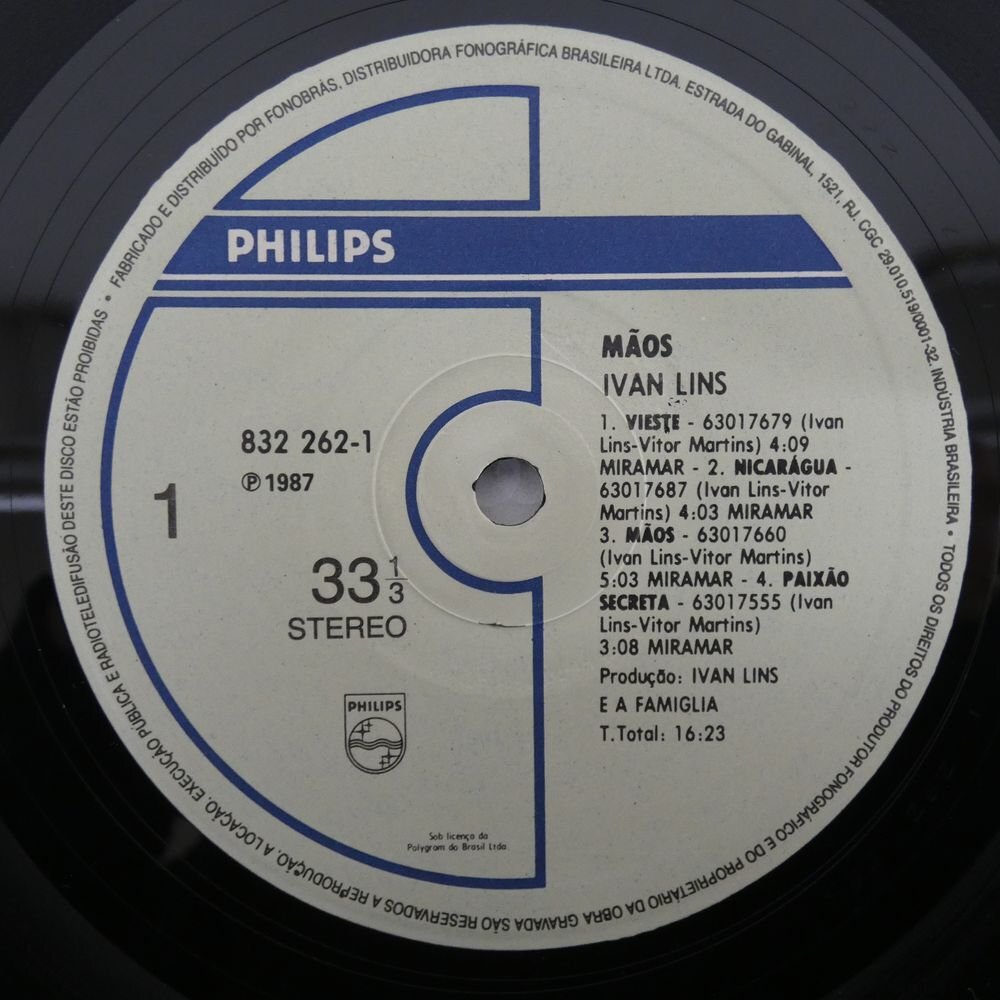 • FABRICADO E DISTRIBUÍDO POR FONOBRÁS. DISTRIBUIDORA FONOGRÁFICA BRASILEIRA LTDA. ESTRADA DO GABINAL, 1521, RJ. CGC 29.010.519/0001-32. INDÚSTRIA BRASILEIRA • TODOS OS DIREITOS DO PRODUTOR FONOGRÁFICO E DO PROPRIETÁRIO DA OBRA GRAVADA SÃO RESERVADOS A REPRODUÇÃO, A LOCAÇÃO, EXECUÇÃO PÚBLICA E RADIOTELEDIFUSÃO DESTE DISCO ESTÃO PROIBIDAS
PHILIPS
832 262-1
℗ 1987
1
33 1/3
STEREO
PHILIPS
Sob licença da
Polygram do Brasil Ltda.
MÃOS
IVAN LINS
1. VIESTE - 63017679 (Ivan
Lins-Vitor Martins) 4:09
MIRAMAR - 2. NICARÁGUA -
63017687 (Ivan Lins-Vitor
Martins) 4:03 MIRAMAR
3. MÃOS - 63017660
(Ivan Lins-Vitor Martins)
5:03 MIRAMAR - 4. PAIXÃO
SECRETA - 63017555 (Ivan
Lins-Vitor Martins)
3:08 MIRAMAR
Produção: IVAN LINS
E A FAMIGLIA
T.Total: 16:23